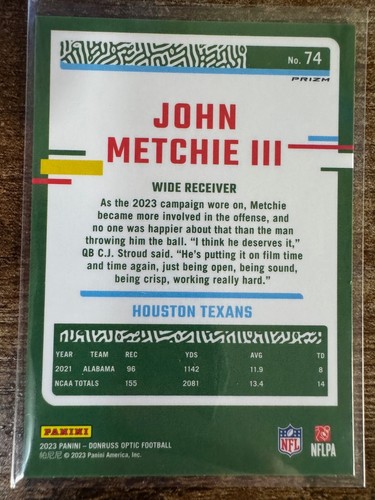 No. 74
PRIZM
JOHN
METCHIE III
WIDE RECEIVER
As the 2023 campaign wore on, Metchie
became more involved in the offense, and
no one was happier about that than the man
throwing him the ball. "I think he deserves it,"
QB C.J. Stroud said. "He's putting it on film time
and time again, just being open, being sound,
being crisp, working really hard."
HOUSTON TEXANS
YEAR TEAM REC YDS AVG TD
2021 ALABAMA 96 1142 11.9 8
NCAA TOTALS 155 2081 13.4 14
PANINI
2023 PANINI – DONRUSS OPTIC FOOTBALL
帕尼尼 © 2023 Panini America, Inc.
NFL
NFLPA